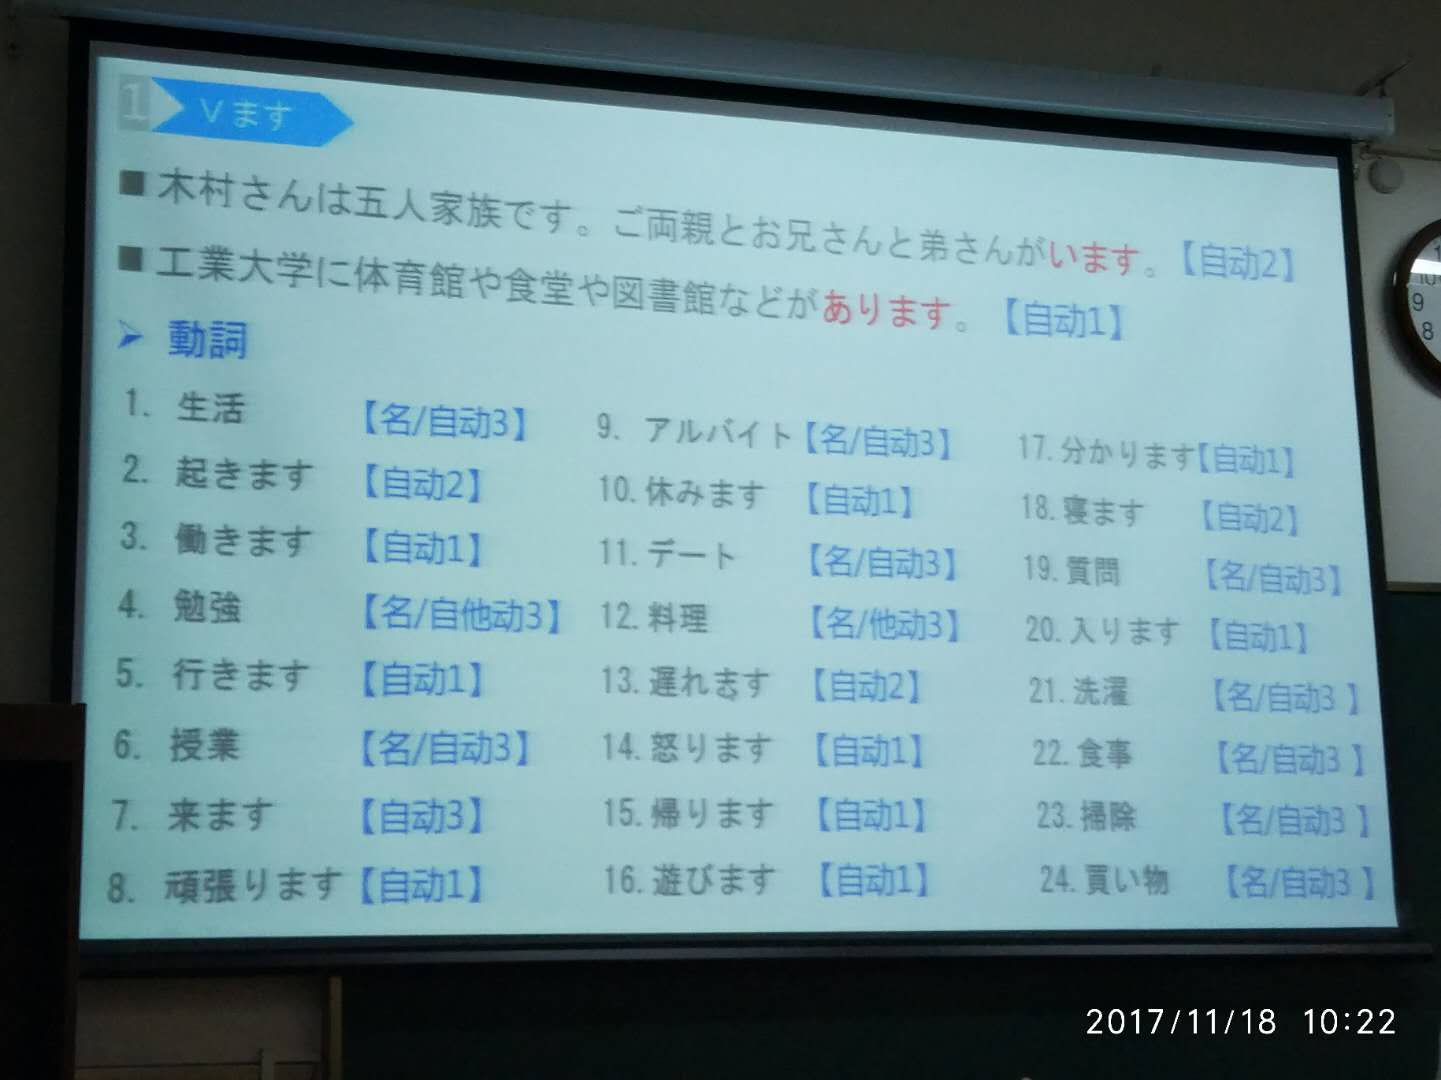 1 Vます
■ 木村さんは五人家族です。ご両親とお兄さんと弟さんがいます。【自动2】
■ 工業大学に体育館や食堂や図書館などがあります。【自动1】
➢ 動詞
1. 生活 【名/自动3】
2. 起きます 【自动2】
3. 働きます 【自动1】
4. 勉強 【名/自他动3】
5. 行きます 【自动1】
6. 授業 【名/自动3】
7. 来ます 【自动3】
8. 頑張ります【自动1】
9. アルバイト【名/自动3】
10. 休みます 【自动1】
11. デート 【名/自动3】
12. 料理 【名/他动3】
13. 遅れます 【自动2】
14. 怒ります 【自动1】
15. 帰ります 【自动1】
16. 遊びます 【自动1】
17. 分かります【自动1】
18. 寝ます 【自动2】
19. 質問 【名/自动3】
20. 入ります 【自动1】
21. 洗濯 【名/自动3 】
22. 食事 【名/自动3 】
23. 掃除 【名/自动3 】
24. 買い物 【名/自动3 】
10
9
8
2017/11/18 10:22